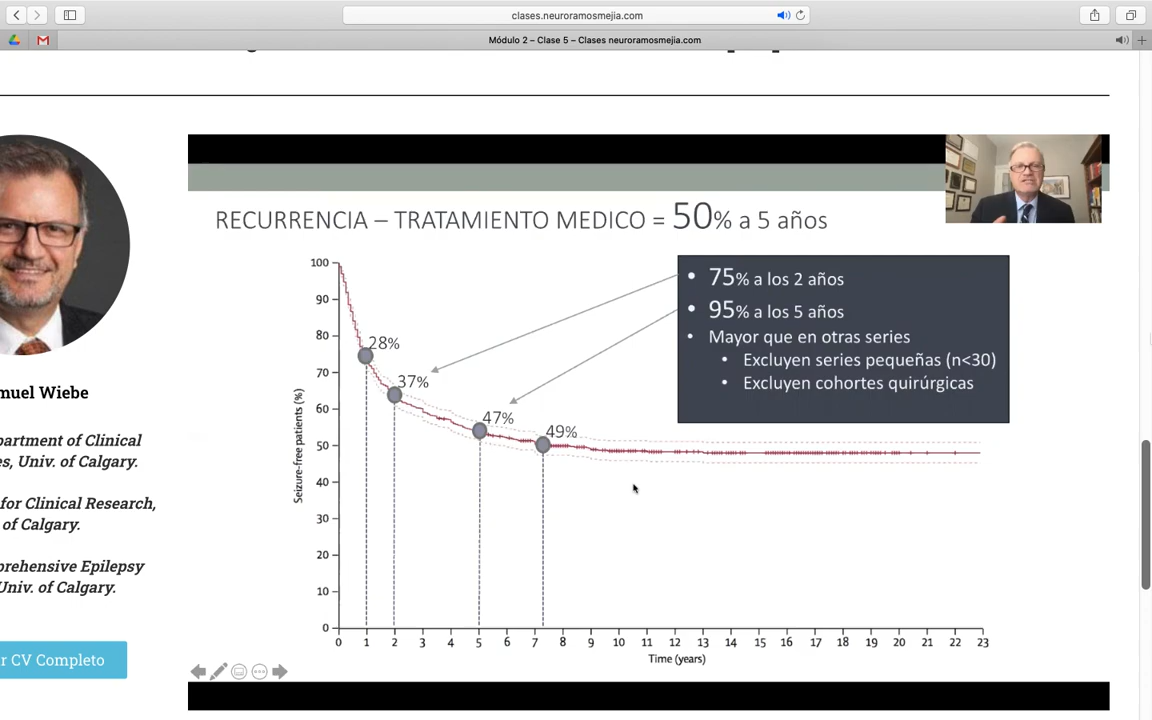 clases.neuroramosmejia.com
Módulo 2 – Clase 5 – Clases neuroramosmejia.com
muel Wiebe
partment of Clinical
es, Univ. of Calgary.
for Clinical Research,
of Calgary.
prehensive Epilepsy
Univ. of Calgary.
r CV Completo
RECURRENCIA – TRATAMIENTO MEDICO = 50% a 5 años
• 75% a los 2 años
• 95% a los 5 años
• Mayor que en otras series
• Excluyen series pequeñas (n<30)
• Excluyen cohortes quirúrgicas
Seizure-free patients (%)
100
90
80
70
60
50
40
30
20
10
0
28%
37%
47%
49%
0 1 2 3 4 5 6 7 8 9 10 11 12 13 14 15 16 17 18 19 20 21 22 23
Time (years)